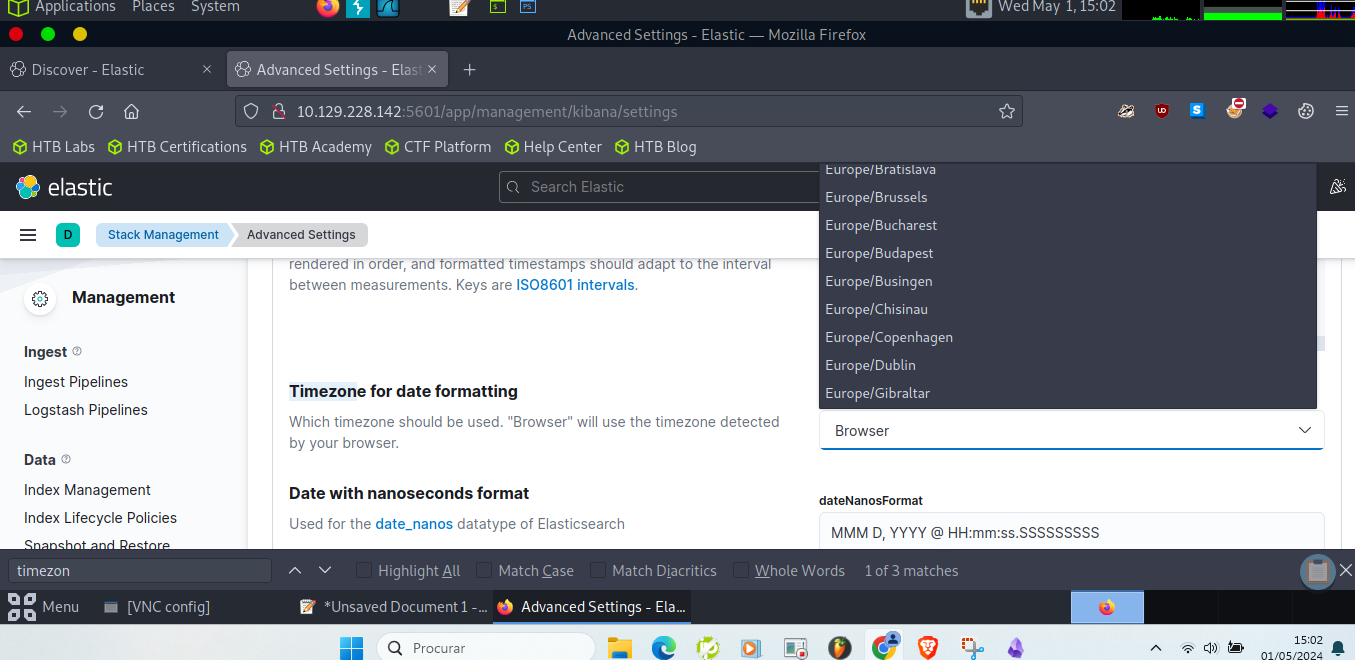 Applications Places System Wed May 1, 15:02
Advanced Settings - Elastic — Mozilla Firefox
Discover - Elastic Advanced Settings - Elast
10.129.228.142:5601/app/management/kibana/settings
HTB Labs HTB Certifications HTB Academy CTF Platform Help Center HTB Blog
elastic Search Elastic
D Stack Management Advanced Settings
Management
Ingest
Ingest Pipelines
Logstash Pipelines
Data
Index Management
Index Lifecycle Policies
Snapshot and Restore
rendered in order, and formatted timestamps should adapt to the interval
between measurements. Keys are ISO8601 intervals.
Timezone for date formatting
Which timezone should be used. "Browser" will use the timezone detected
by your browser.
Date with nanoseconds format
Used for the date_nanos datatype of Elasticsearch
Europe/Bratislava
Europe/Brussels
Europe/Bucharest
Europe/Budapest
Europe/Busingen
Europe/Chisinau
Europe/Copenhagen
Europe/Dublin
Europe/Gibraltar
Browser
dateNanosFormat
MMM D, YYYY @ HH:mm:ss.SSSSSSSSS
timezon Highlight All Match Case Match Diacritics Whole Words 1 of 3 matches
Menu [VNC config] *Unsaved Document 1 -... Advanced Settings - Ela...
Procurar 15:02
01/05/2024